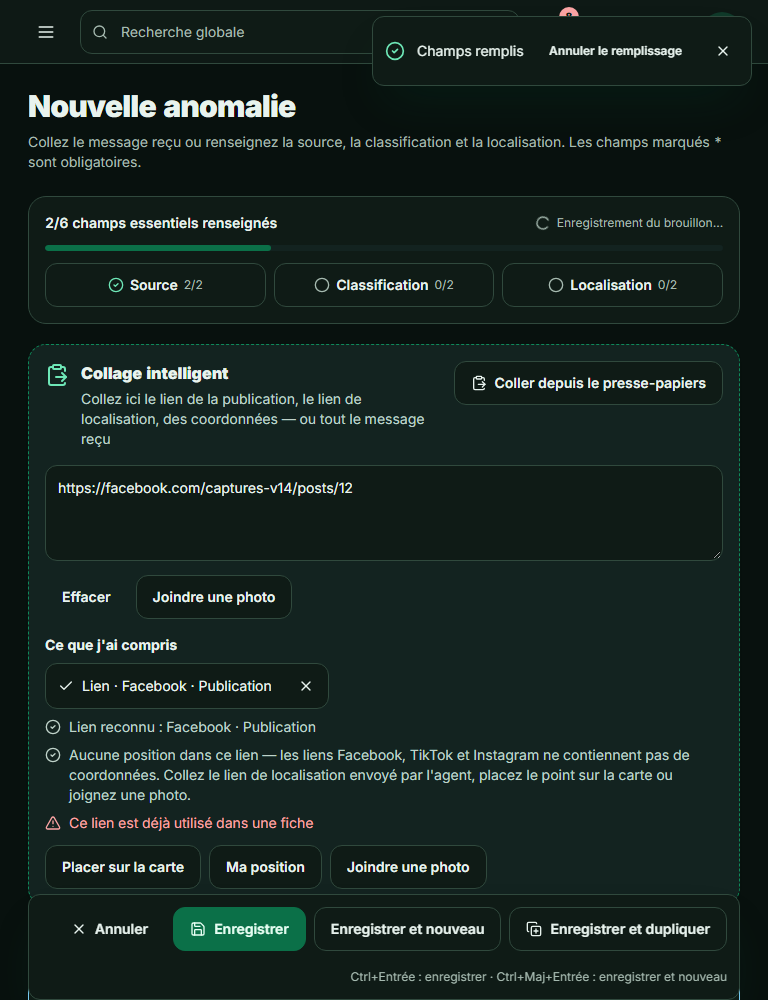 Recherche globale
Champs remplis
Annuler le remplissage
Nouvelle anomalie
Collez le message reçu ou renseignez la source, la classification et la localisation. Les champs marqués *
sont obligatoires.
2/6 champs essentiels renseignés
Enregistrement du brouillon…
Source 2/2
Classification 0/2
Localisation 0/2
Collage intelligent
Coller depuis le presse-papiers
Collez ici le lien de la publication, le lien de
localisation, des coordonnées — ou tout le message
reçu
https://facebook.com/captures-v14/posts/12
Effacer
Joindre une photo
Ce que j'ai compris
Lien · Facebook · Publication
Lien reconnu : Facebook · Publication
Aucune position dans ce lien — les liens Facebook, TikTok et Instagram ne contiennent pas de
coordonnées. Collez le lien de localisation envoyé par l'agent, placez le point sur la carte ou
joignez une photo.
Ce lien est déjà utilisé dans une fiche
Placer sur la carte
Ma position
Joindre une photo
Annuler
Enregistrer
Enregistrer et nouveau
Enregistrer et dupliquer
Ctrl+Entrée : enregistrer · Ctrl+Maj+Entrée : enregistrer et nouveau